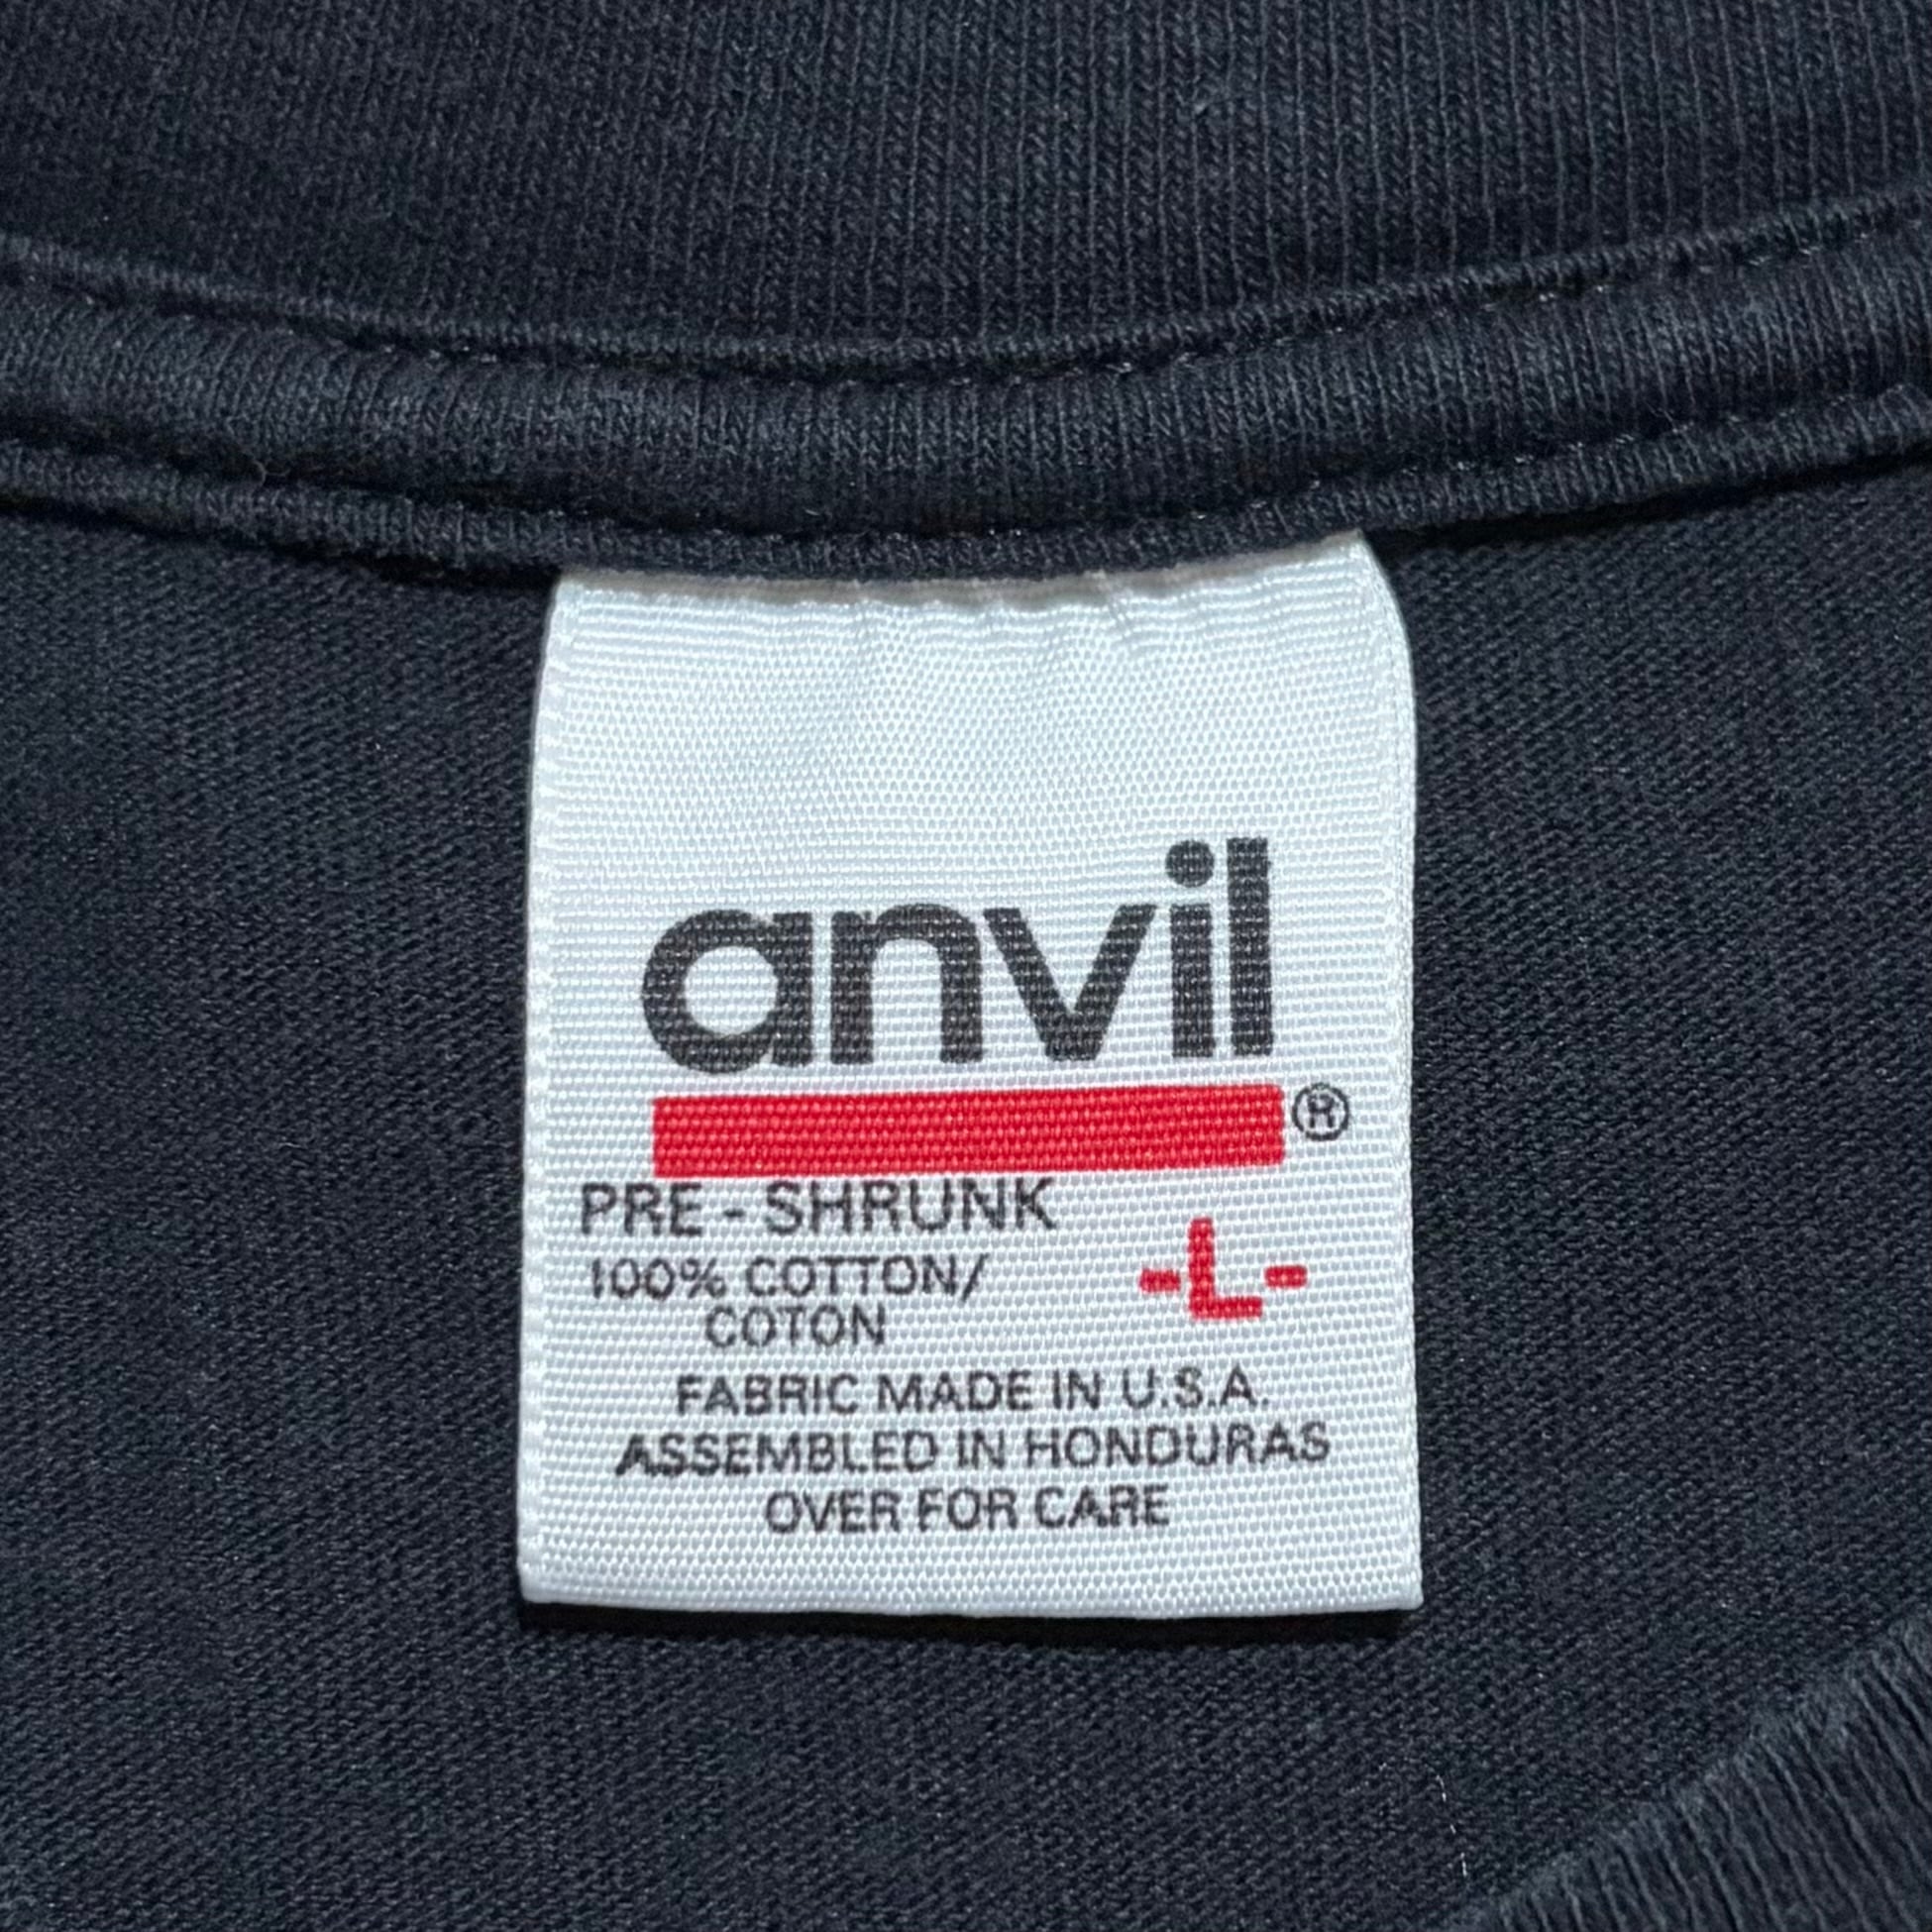 anvil
®
PRE - SHRUNK
100% COTTON/
COTON
-L-
FABRIC MADE IN U.S.A.
ASSEMBLED IN HONDURAS
OVER FOR CARE